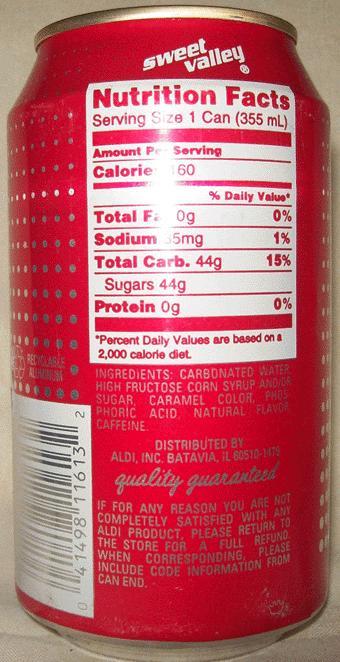 sweet
valley®
Nutrition Facts
Serving Size 1 Can (355 mL)
Amount Per Serving
Calories 160
% Daily Value*
Total Fat 0g 0%
Sodium 35mg 1%
Total Carb. 44g 15%
Sugars 44g
Protein 0g 0%
*Percent Daily Values are based on a
2,000 calorie diet.
INGREDIENTS: CARBONATED WATER,
HIGH FRUCTOSE CORN SYRUP AND/OR
SUGAR, CARAMEL COLOR, PHOS-
PHORIC ACID, NATURAL FLAVOR,
CAFFEINE.
DISTRIBUTED BY
ALDI, INC. BATAVIA, IL 60510-1479
quality guaranteed
IF FOR ANY REASON YOU ARE NOT
COMPLETELY SATISFIED WITH ANY
ALDI PRODUCT, PLEASE RETURN TO
THE STORE FOR A FULL REFUND.
WHEN CORRESPONDING, PLEASE
INCLUDE CODE INFORMATION FROM
CAN END.
RECYCLABLE
ALUMINUM
0 41498 11613 2